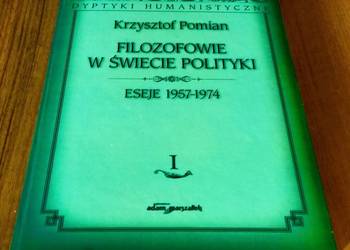 DYPTYKI HUMANISTYCZNE
Krzysztof Pomian
FILOZOFOWIE
W ŚWIECIE POLITYKI
ESEJE 1957-1974
I
adam marszałek